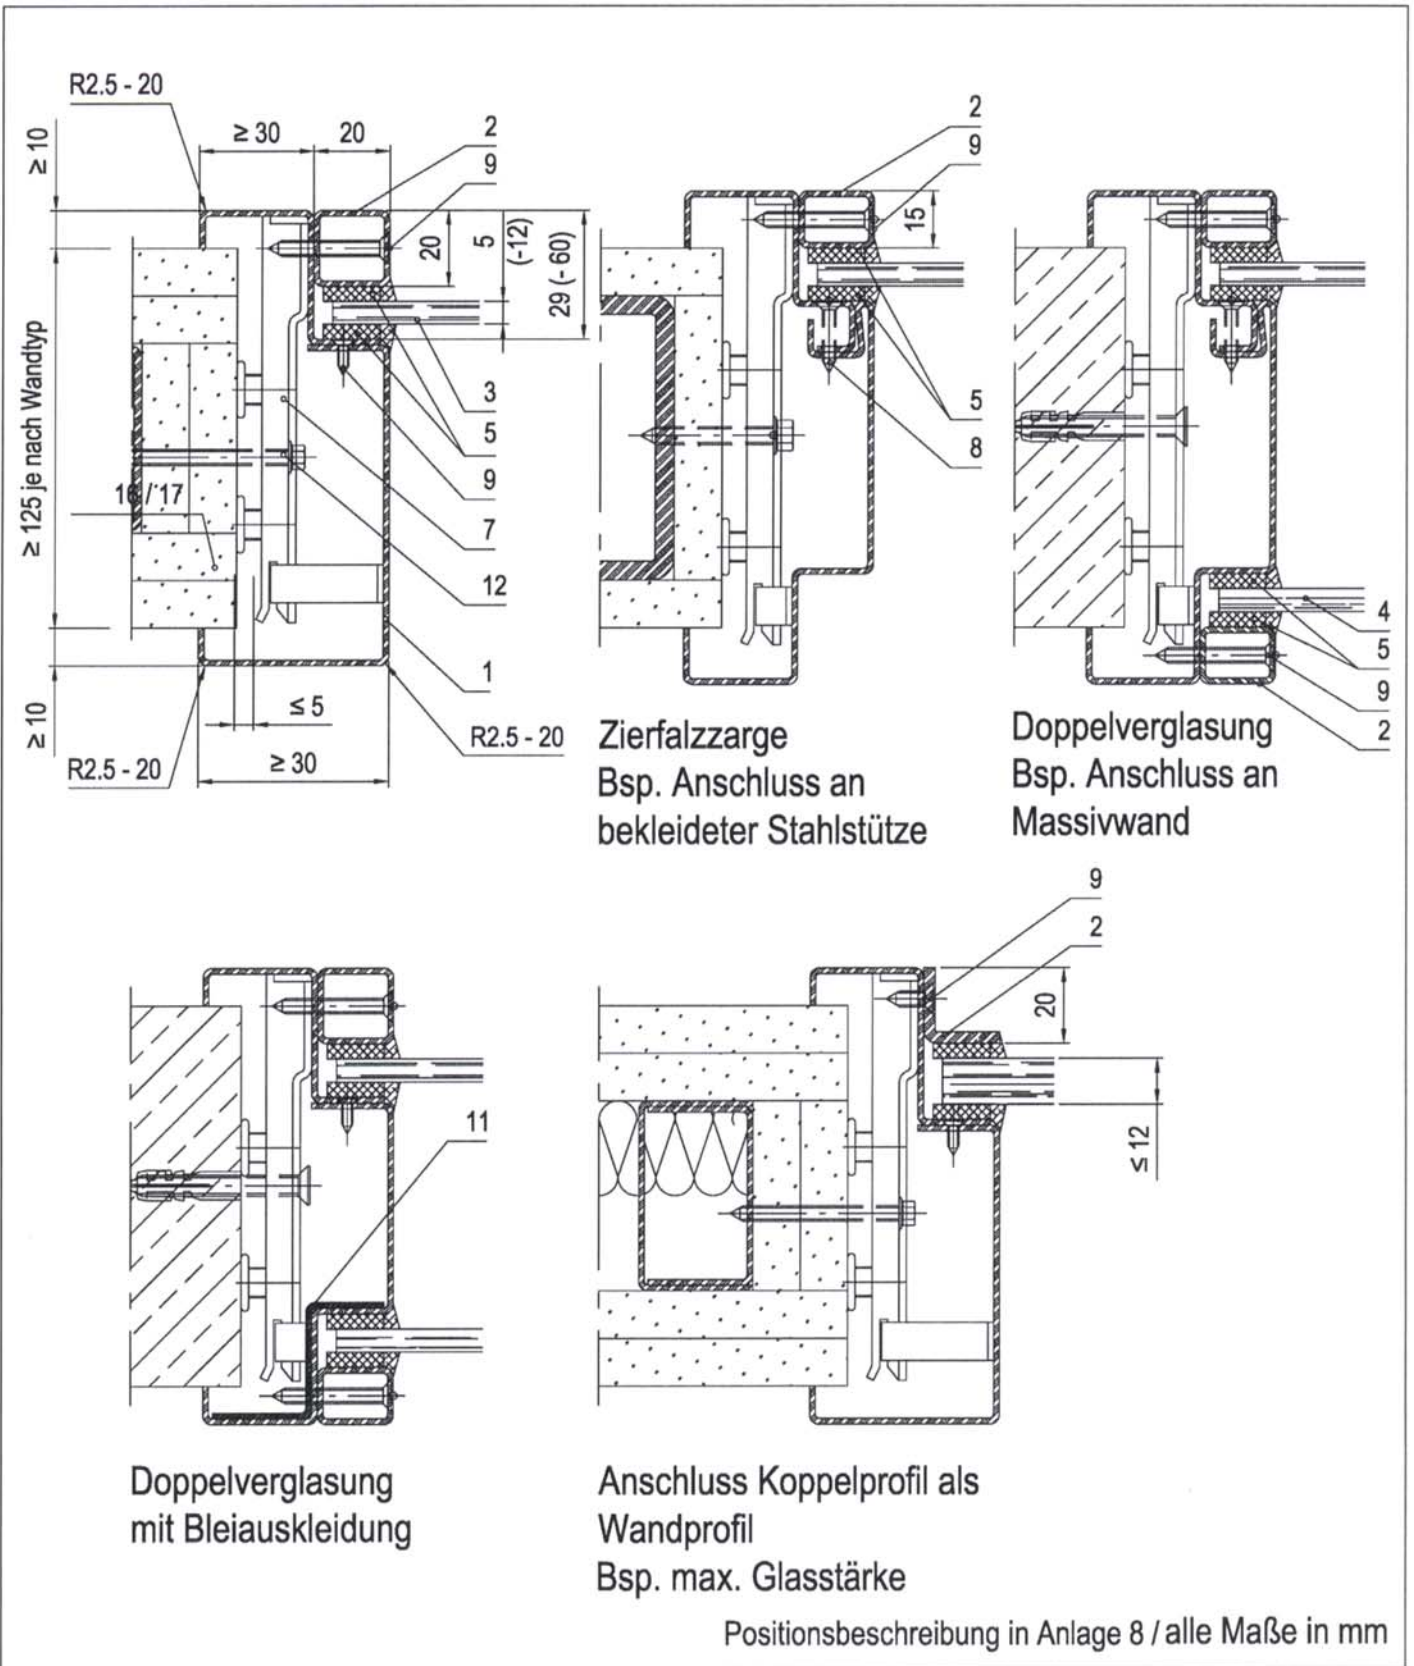 R2.5 - 20
≥ 10
≥ 30
20
2
9
20
5
(-12)
29 (- 60)
≥ 125 je nach Wandtyp
3
5
9
7
16 / 17
12
1
≥ 10
≤ 5
R2.5 - 20
R2.5 - 20
≥ 30
2
9
15
5
8
Zierfalzzarge
Bsp. Anschluss an
bekleideter Stahlstütze
4
5
9
2
Doppelverglasung
Bsp. Anschluss an
Massivwand
11
Doppelverglasung
mit Bleiauskleidung
9
2
20
≤ 12
Anschluss Koppelprofil als
Wandprofil
Bsp. max. Glasstärke
Positionsbeschreibung in Anlage 8 / alle Maße in mm